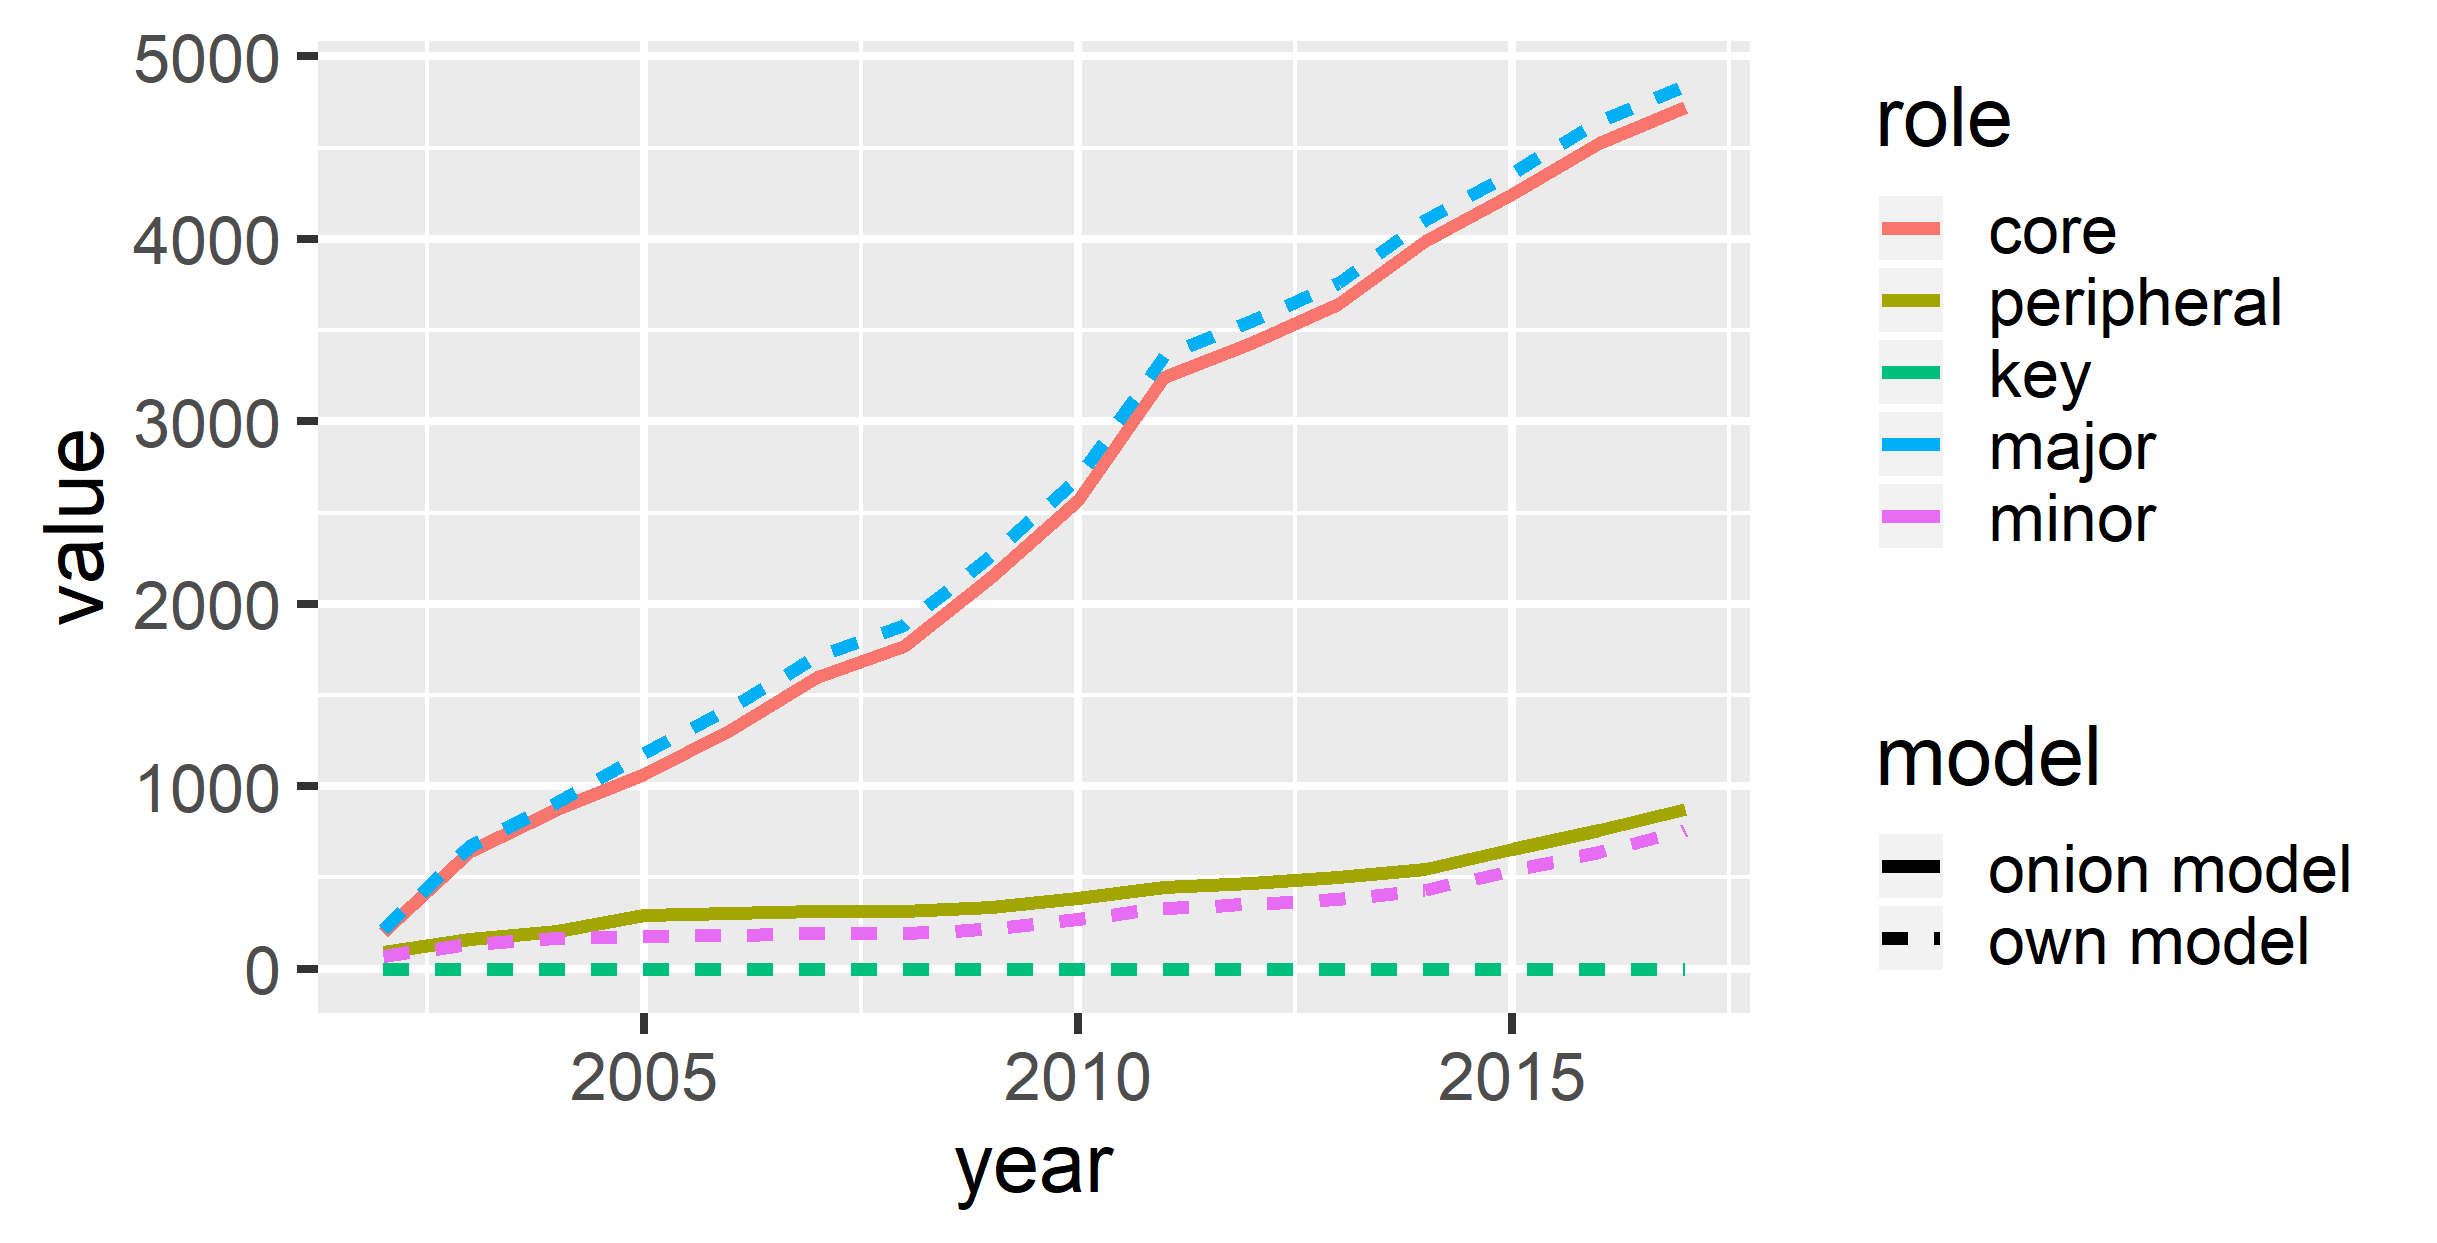 5000
4000
3000
2000
1000
0
value
2005
2010
2015
year
role
core
peripheral
key
major
minor
model
onion model
own model